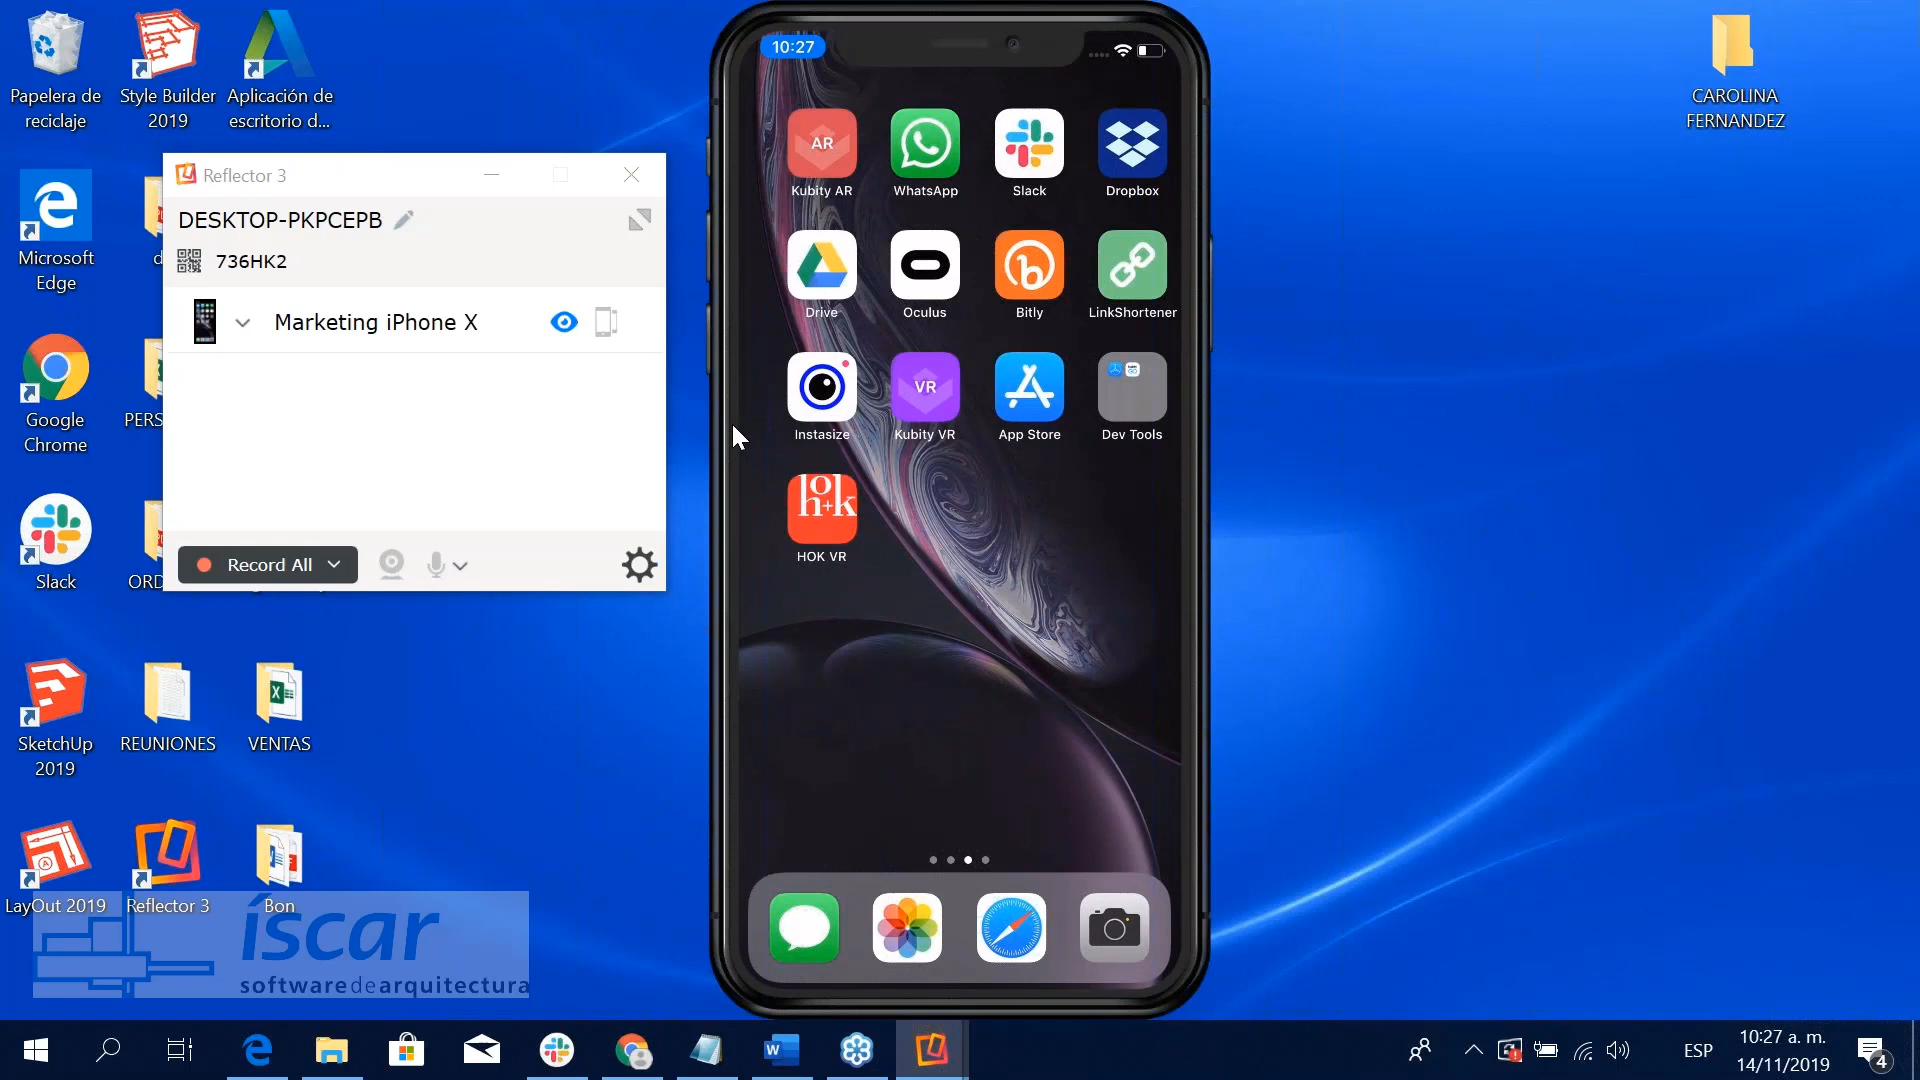 Papelera de
reciclaje
Style Builder
2019
Aplicación de
escritorio d...
CAROLINA
FERNANDEZ
Microsoft
Edge
d
Google
Chrome
PERS
Slack
ORD
SketchUp
2019
REUNIONES
VENTAS
LayOut 2019
Reflector 3
Bon
íscar
softwaredearquitectura
Reflector 3
DESKTOP-PKPCEPB
736HK2
Marketing iPhone X
Record All
10:27
AR
Kubity AR
WhatsApp
Slack
Dropbox
Drive
Oculus
Bitly
LinkShortener
Instasize
VR
Kubity VR
App Store
Dev Tools
h+ok
HOK VR
ESP
10:27 a. m.
14/11/2019
4